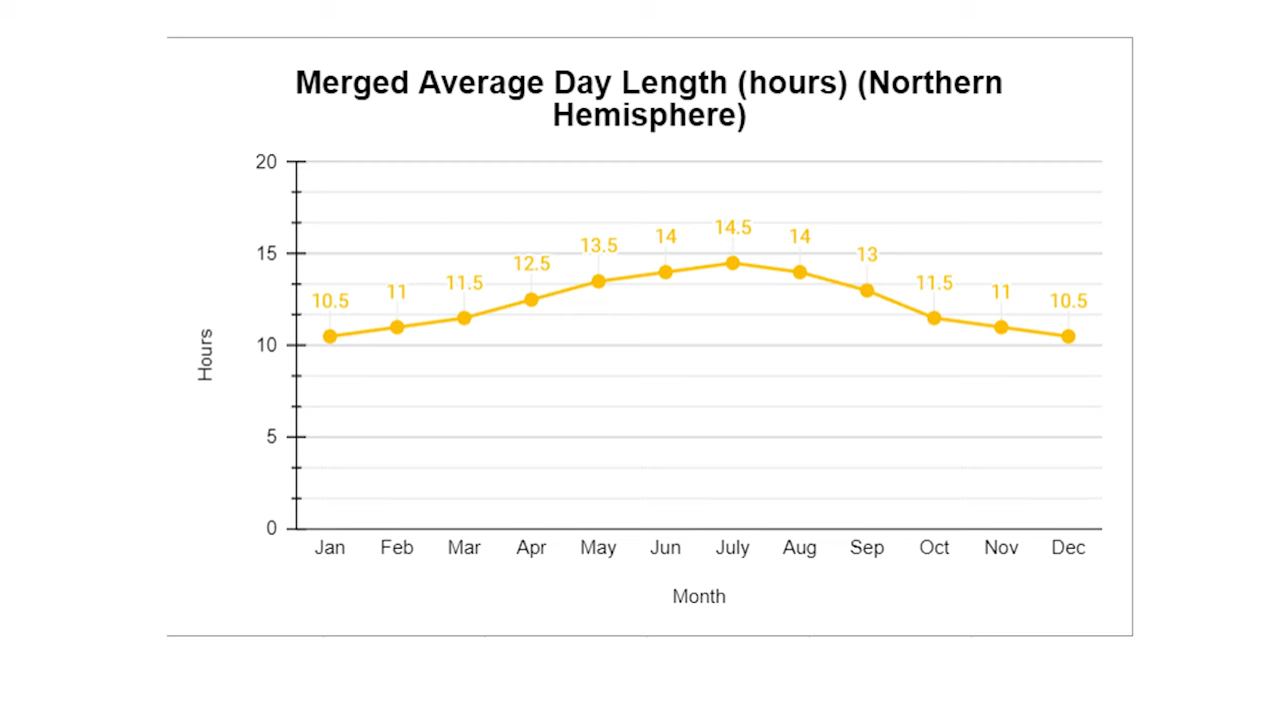 Merged Average Day Length (hours) (Northern
Hemisphere)
20
15
10
5
0
Hours
10.5
11
11.5
12.5
13.5
14
14.5
14
13
11.5
11
10.5
Jan
Feb
Mar
Apr
May
Jun
July
Aug
Sep
Oct
Nov
Dec
Month